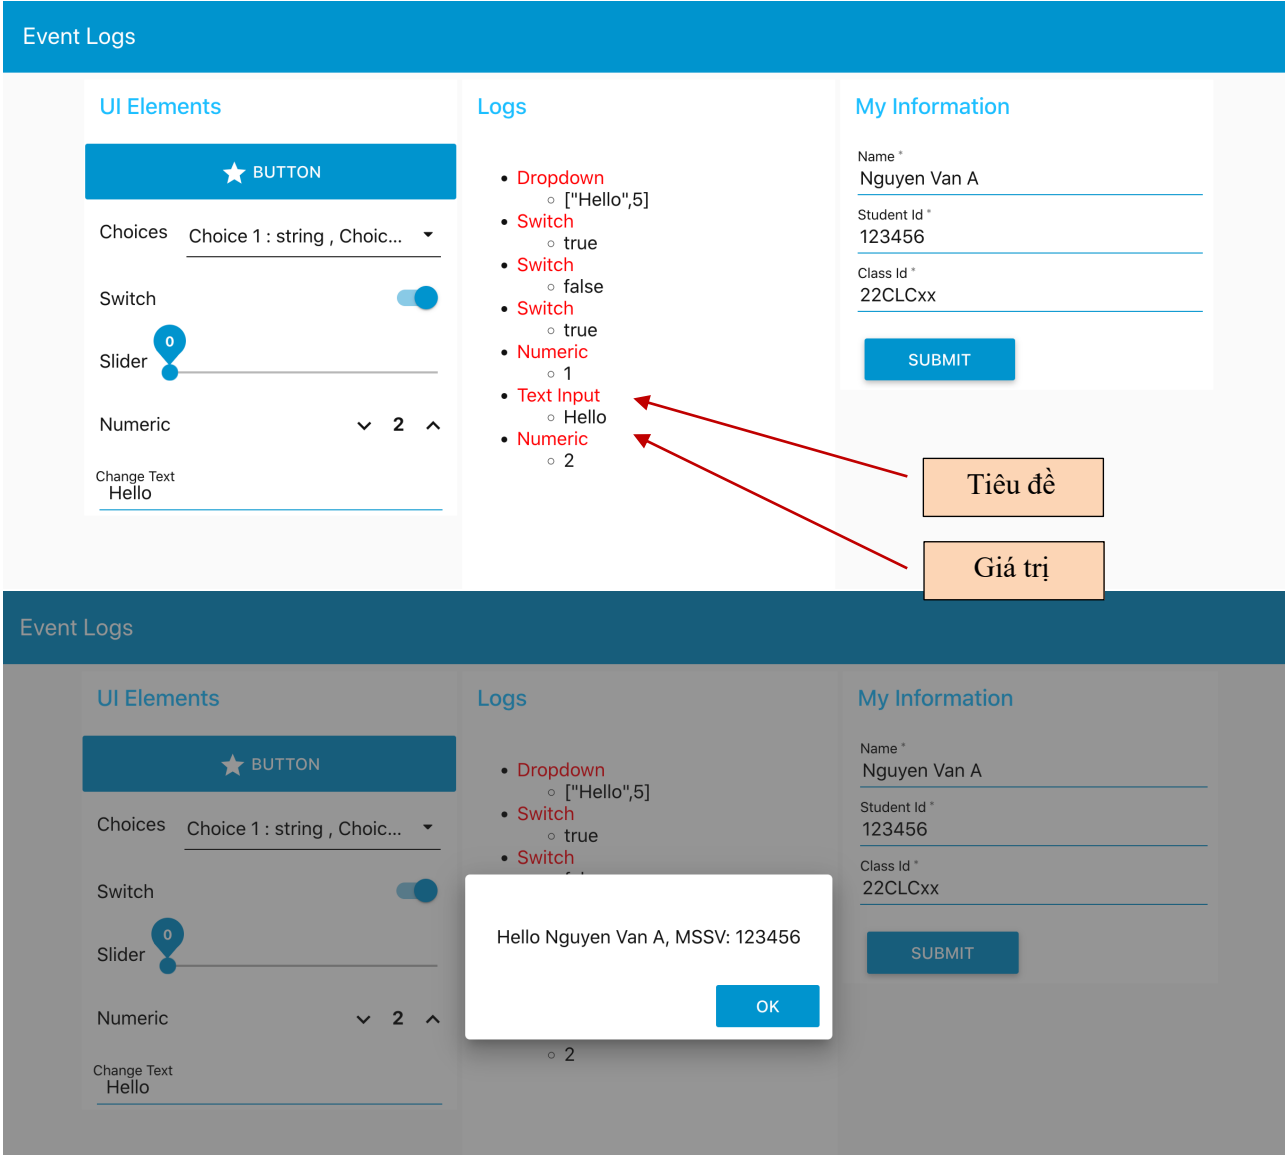 Event Logs
UI Elements
BUTTON
Choices Choice 1 : string , Choic...
Switch
0
Slider
Numeric 2
Change Text
Hello
Logs
• Dropdown
◦ ["Hello",5]
• Switch
◦ true
• Switch
◦ false
• Switch
◦ true
• Numeric
◦ 1
• Text Input
◦ Hello
• Numeric
◦ 2
My Information
Name *
Nguyen Van A
Student Id *
123456
Class Id *
22CLCxx
SUBMIT
Tiêu đề
Giá trị
Event Logs
UI Elements
BUTTON
Choices Choice 1 : string , Choic...
Switch
0
Slider
Numeric 2
Change Text
Hello
Logs
• Dropdown
◦ ["Hello",5]
• Switch
◦ true
• Switch
Hello Nguyen Van A, MSSV: 123456
OK
◦ 2
My Information
Name *
Nguyen Van A
Student Id *
123456
Class Id *
22CLCxx
SUBMIT